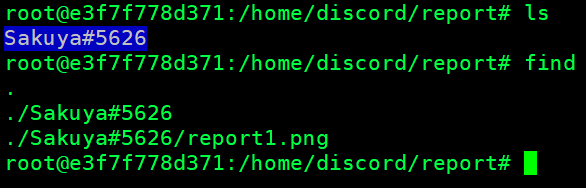 root@e3f7f778d371:/home/discord/report# ls
Sakuya#5626
root@e3f7f778d371:/home/discord/report# find
.
./Sakuya#5626
./Sakuya#5626/report1.png
root@e3f7f778d371:/home/discord/report#